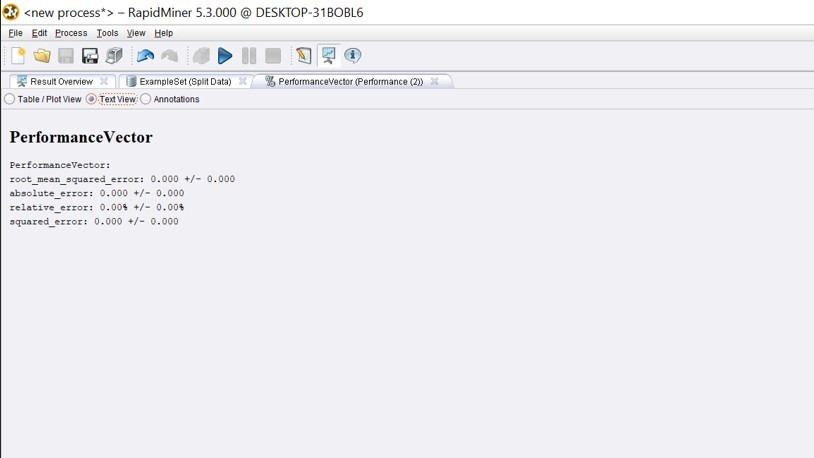 <new process*> – RapidMiner 5.3.000 @ DESKTOP-31BOBL6
File Edit Process Tools View Help
Result Overview ExampleSet (Split Data) PerformanceVector (Performance (2))
Table / Plot View Text View Annotations
PerformanceVector
PerformanceVector:
root_mean_squared_error: 0.000 +/- 0.000
absolute_error: 0.000 +/- 0.000
relative_error: 0.00% +/- 0.00%
squared_error: 0.000 +/- 0.000